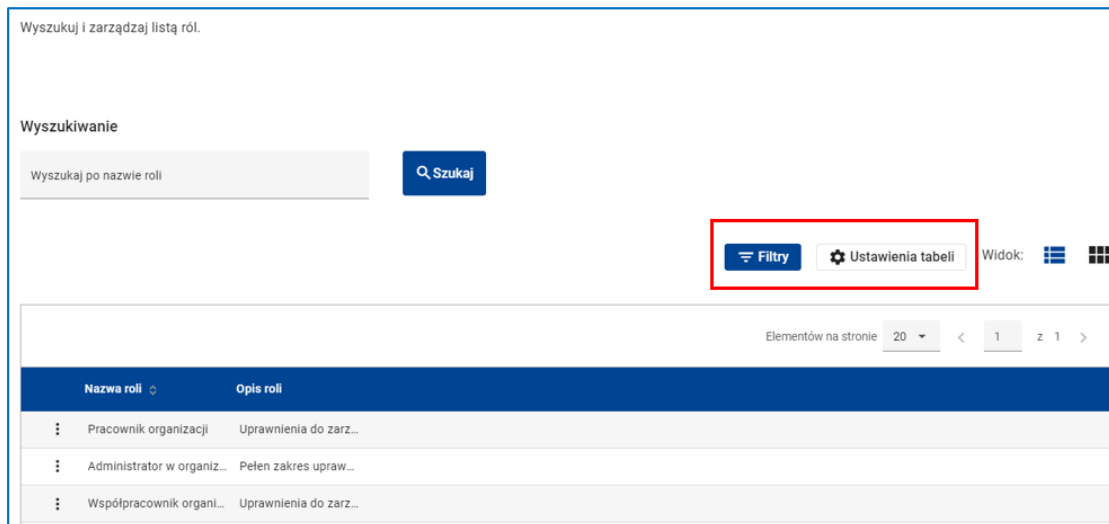 Wyszukuj i zarządzaj listą ról.
Wyszukiwanie
Wyszukaj po nazwie roli
Szukaj
Filtry Ustawienia tabeli Widok:
Elementów na stronie 20 < 1 z 1 >
Nazwa roli Opis roli
Pracownik organizacji Uprawnienia do zarz...
Administrator w organiz... Pełen zakres upraw...
Współpracownik organi... Uprawnienia do zarz...